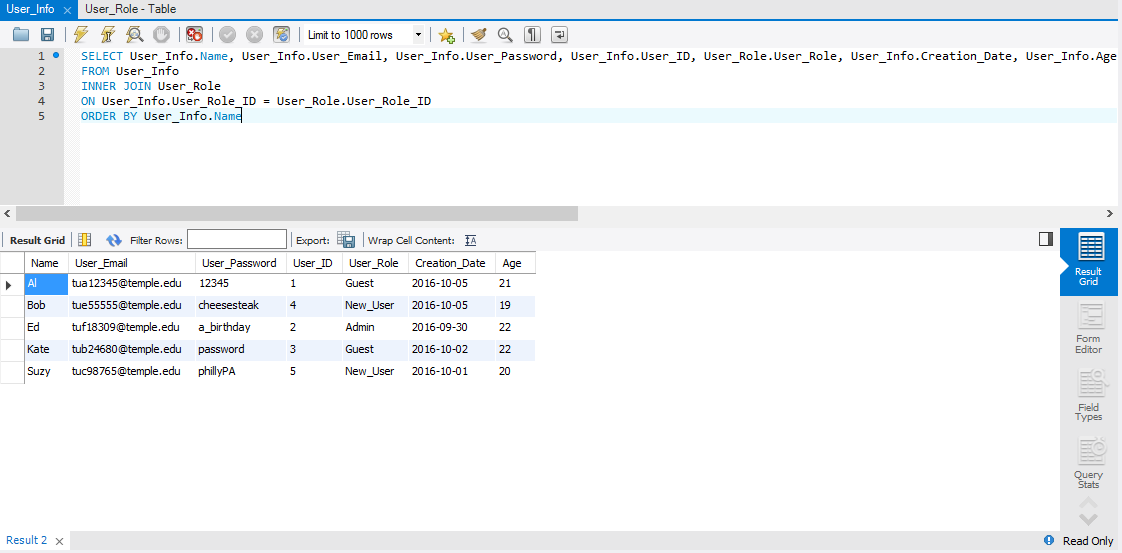 User_Info × User_Role - Table
Limit to 1000 rows
1 SELECT User_Info.Name, User_Info.User_Email, User_Info.User_Password, User_Info.User_ID, User_Role.User_Role, User_Info.Creation_Date, User_Info.Age
2 FROM User_Info
3 INNER JOIN User_Role
4 ON User_Info.User_Role_ID = User_Role.User_Role_ID
5 ORDER BY User_Info.Name
Result Grid Filter Rows: Export: Wrap Cell Content: IA
Name User_Email User_Password User_ID User_Role Creation_Date Age
Al tua12345@temple.edu 12345 1 Guest 2016-10-05 21
Bob tue55555@temple.edu cheesesteak 4 New_User 2016-10-05 19
Ed tuf18309@temple.edu a_birthday 2 Admin 2016-09-30 22
Kate tub24680@temple.edu password 3 Guest 2016-10-02 22
Suzy tuc98765@temple.edu phillyPA 5 New_User 2016-10-01 20
Result
Grid
Form
Editor
Field
Types
Query
Stats
Result 2 × Read Only